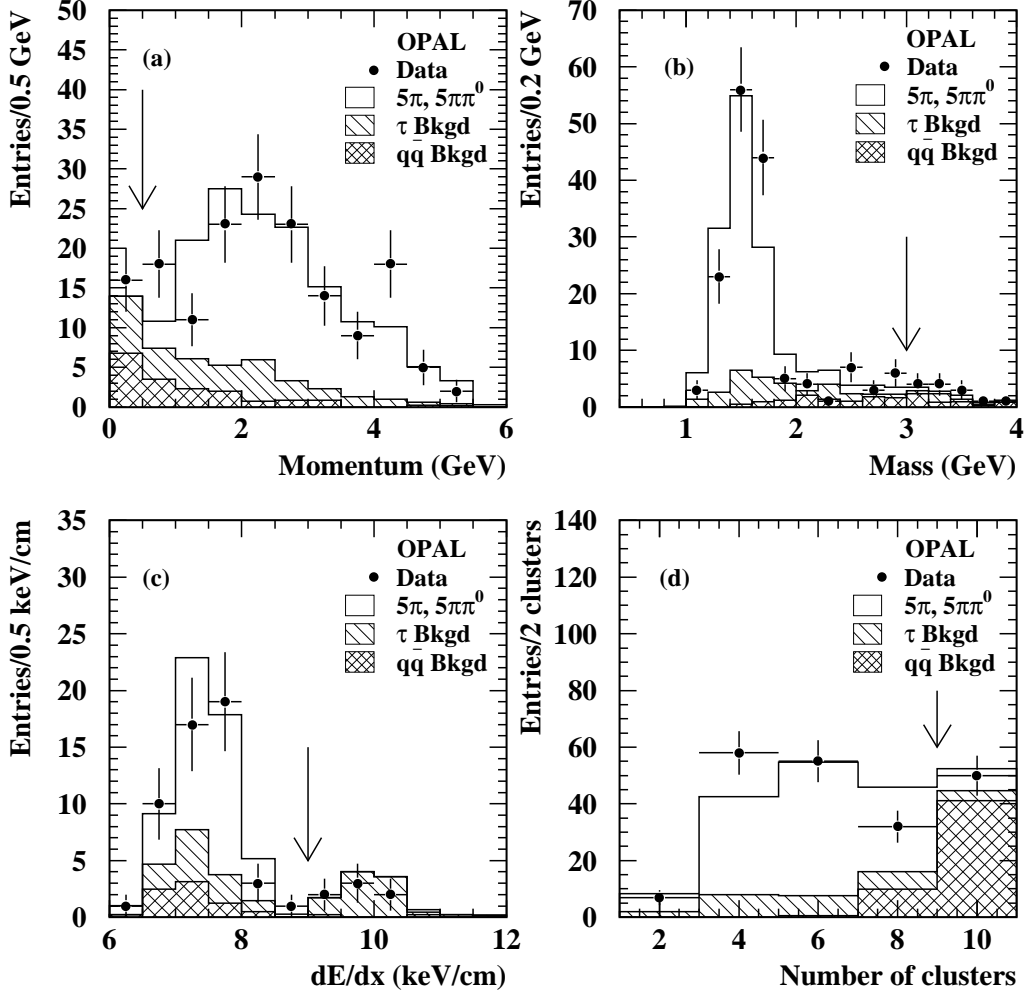 Entries/0.5 GeV
50
45
40
35
30
25
20
15
10
5
0
(a)
OPAL
Data
5π, 5ππ⁰
τ Bkgd
qq̄ Bkgd
0
2
4
6
Momentum (GeV)
Entries/0.2 GeV
70
60
50
40
30
20
10
0
(b)
OPAL
Data
5π, 5ππ⁰
τ Bkgd
qq̄ Bkgd
1
2
3
4
Mass (GeV)
Entries/0.5 keV/cm
35
30
25
20
15
10
5
0
(c)
OPAL
Data
5π, 5ππ⁰
τ Bkgd
qq̄ Bkgd
6
8
10
12
dE/dx (keV/cm)
Entries/2 clusters
140
120
100
80
60
40
20
0
(d)
OPAL
Data
5π, 5ππ⁰
τ Bkgd
qq̄ Bkgd
2
4
6
8
10
Number of clusters